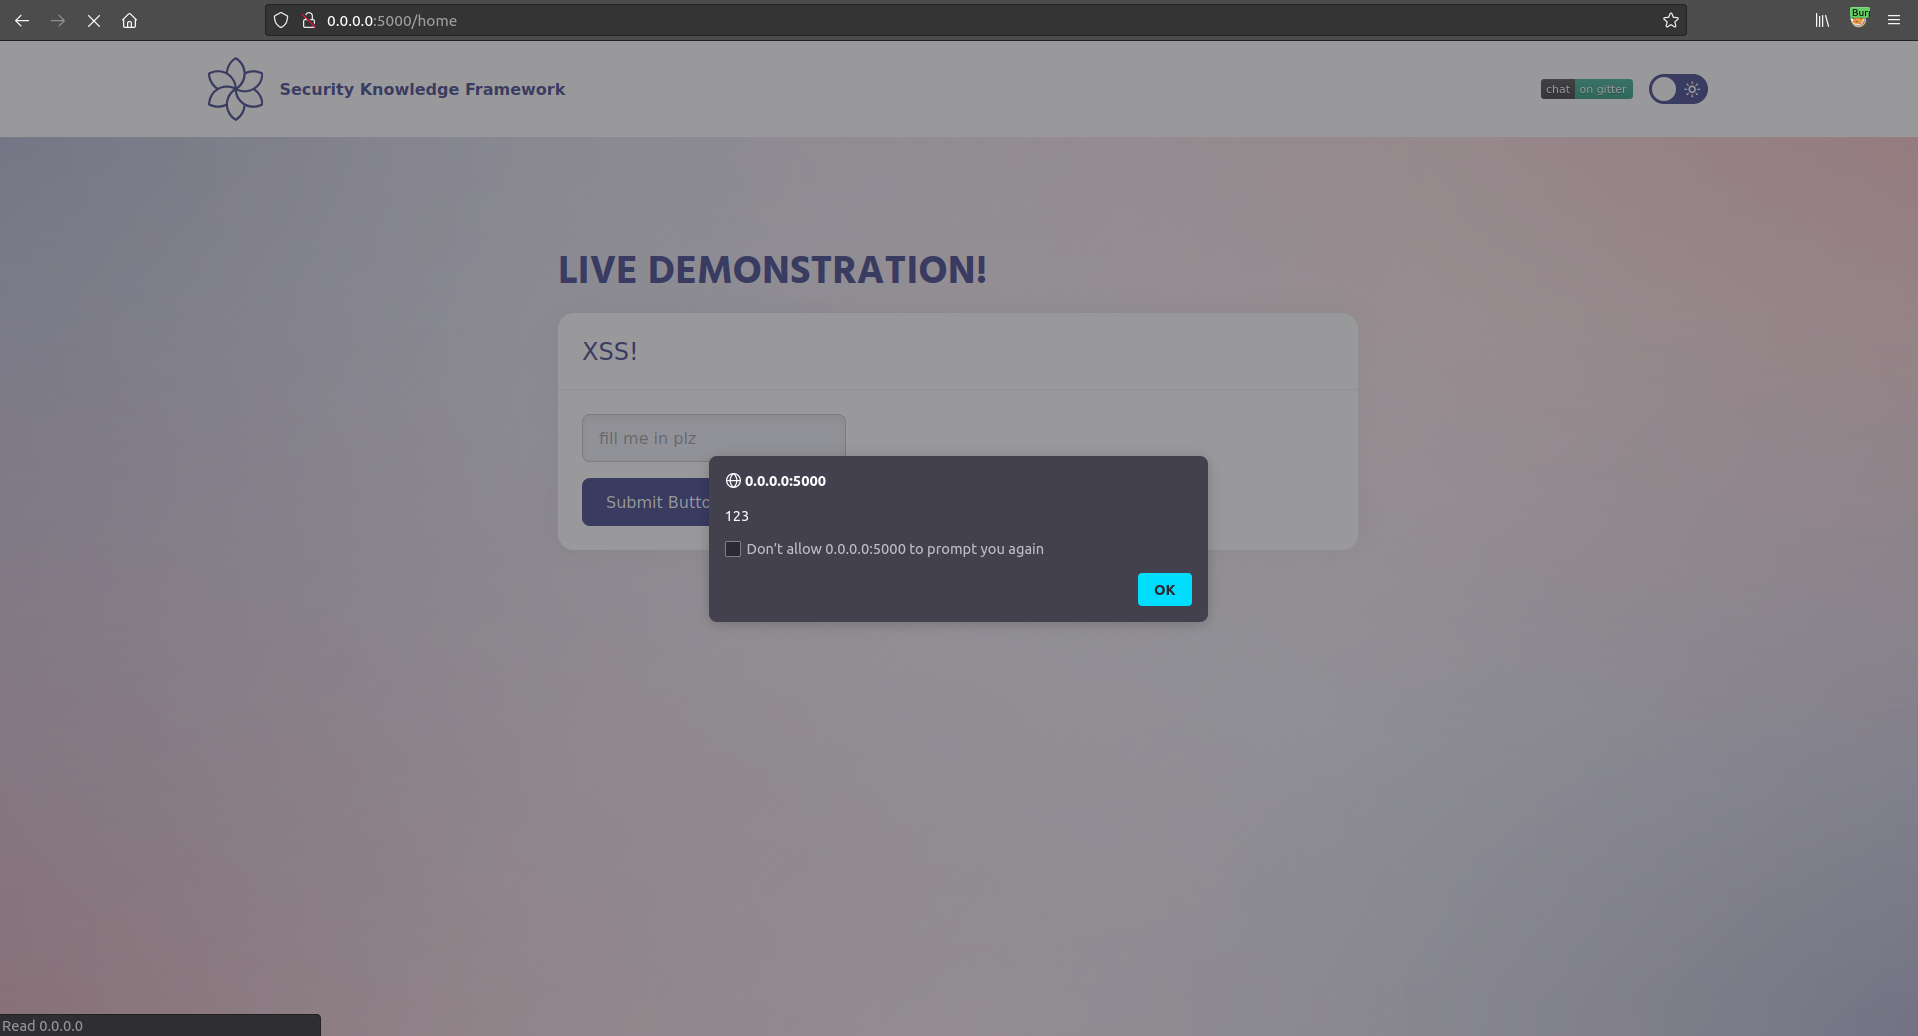 0.0.0.0:5000/home
Bur
Security Knowledge Framework
chat on gitter
LIVE DEMONSTRATION!
XSS!
fill me in plz
Submit Butto
0.0.0.0:5000
123
Don’t allow 0.0.0.0:5000 to prompt you again
OK
Read 0.0.0.0